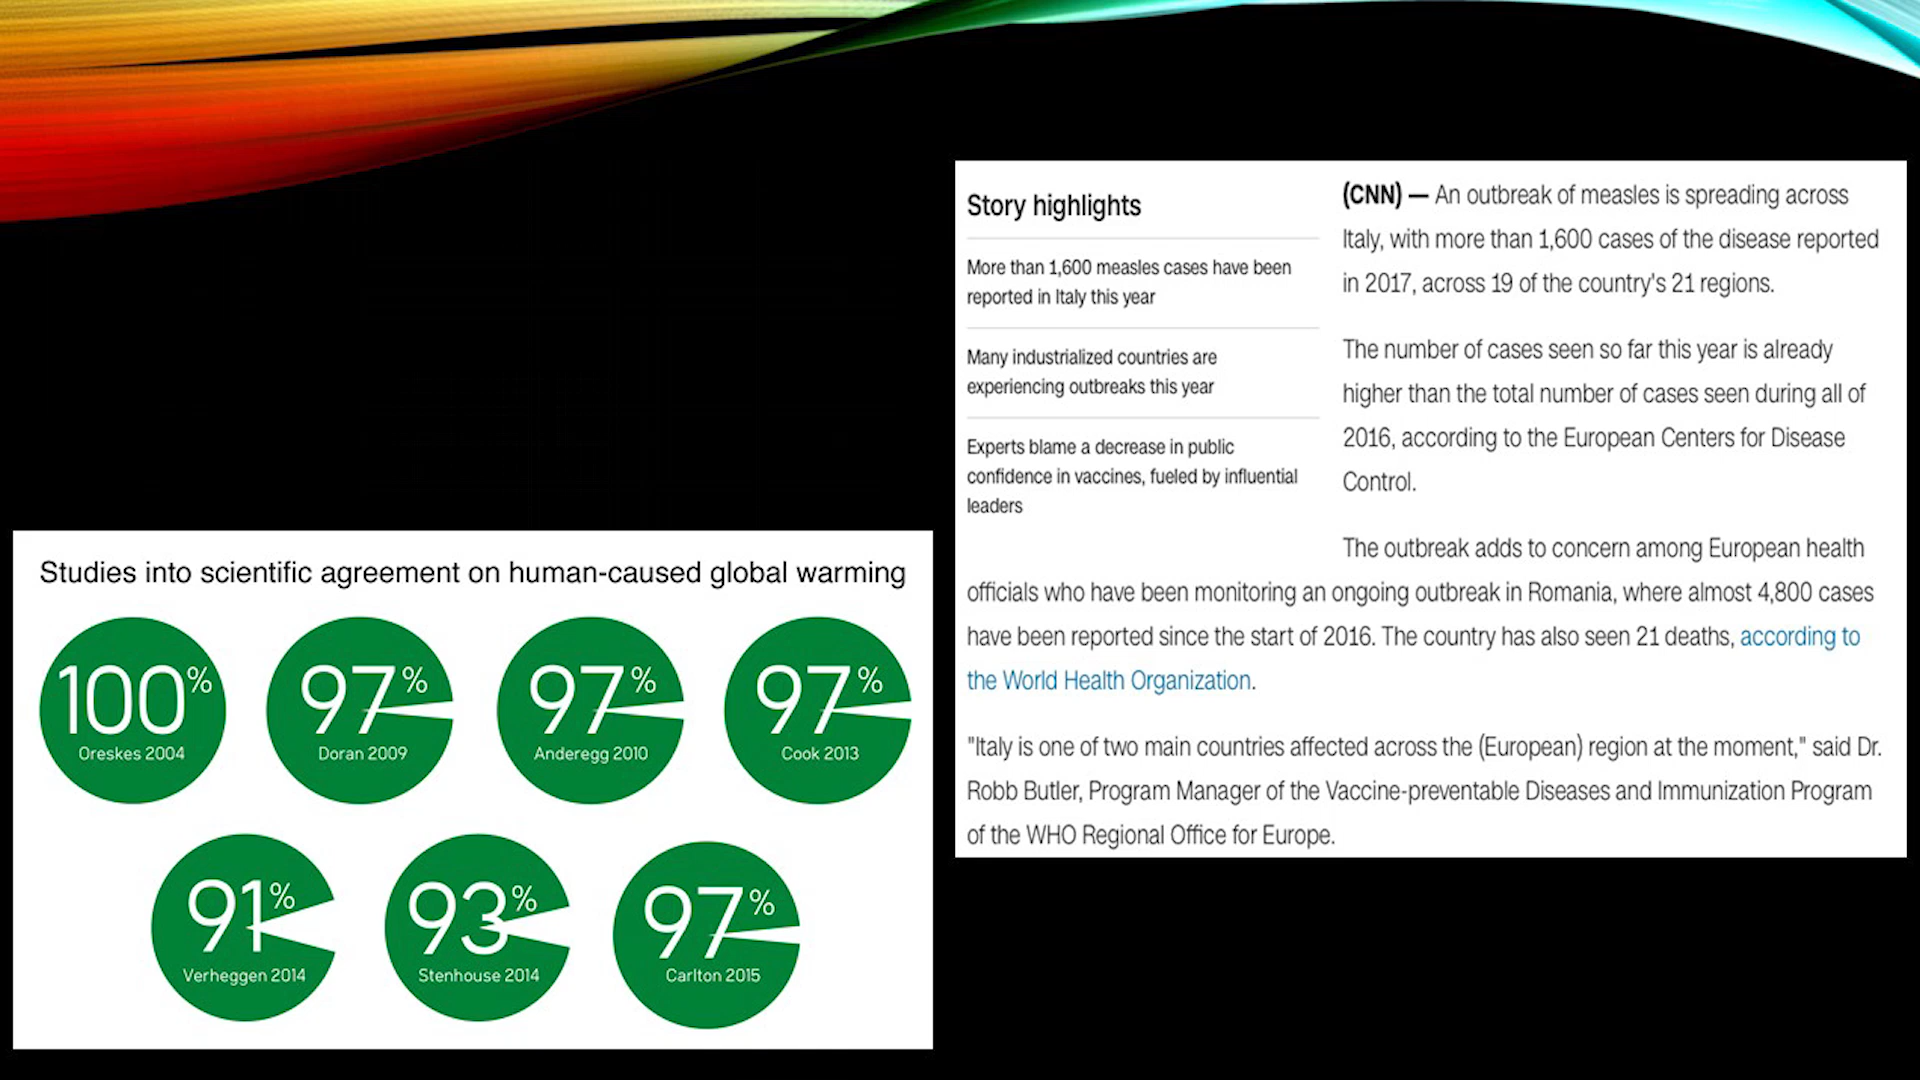 Studies into scientific agreement on human-caused global warming
100%
Oreskes 2004
97%
Doran 2009
97%
Anderegg 2010
97%
Cook 2013
91%
Verheggen 2014
93%
Stenhouse 2014
97%
Carlton 2015
Story highlights
More than 1,600 measles cases have been
reported in Italy this year
Many industrialized countries are
experiencing outbreaks this year
Experts blame a decrease in public
confidence in vaccines, fueled by influential
leaders
(CNN) — An outbreak of measles is spreading across
Italy, with more than 1,600 cases of the disease reported
in 2017, across 19 of the country's 21 regions.
The number of cases seen so far this year is already
higher than the total number of cases seen during all of
2016, according to the European Centers for Disease
Control.
The outbreak adds to concern among European health
officials who have been monitoring an ongoing outbreak in Romania, where almost 4,800 cases
have been reported since the start of 2016. The country has also seen 21 deaths, according to
the World Health Organization.
"Italy is one of two main countries affected across the (European) region at the moment," said Dr.
Robb Butler, Program Manager of the Vaccine-preventable Diseases and Immunization Program
of the WHO Regional Office for Europe.